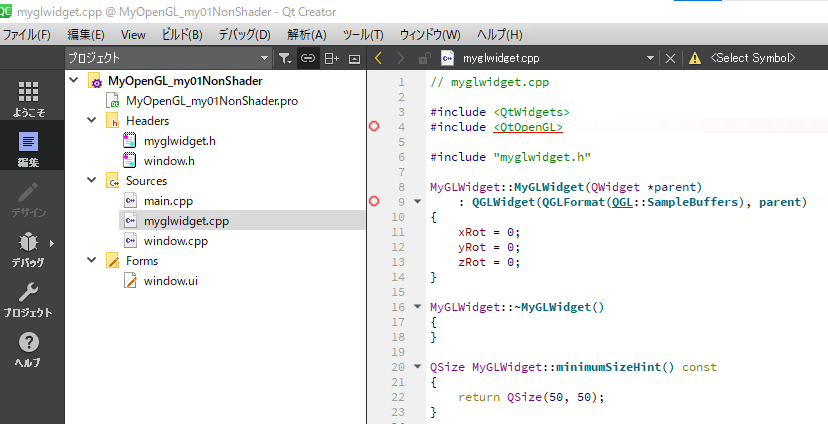 QC myglwidget.cpp @ MyOpenGL_my01NonShader - Qt Creator
ファイル(F) 編集(E) View ビルド(B) デバッグ(D) 解析(A) ツール(T) ウィンドウ(W) ヘルプ(H)
プロジェクト
myglwidget.cpp
<Select Symbol>
ようこそ
編集
デザイン
デバッグ
プロジェクト
ヘルプ
MyOpenGL_my01NonShader
MyOpenGL_my01NonShader.pro
Headers
myglwidget.h
window.h
Sources
main.cpp
myglwidget.cpp
window.cpp
Forms
window.ui
1 // myglwidget.cpp
2
3 #include <QtWidgets>
4 #include <QtOpenGL>
5
6 #include "myglwidget.h"
7
8 MyGLWidget::MyGLWidget(QWidget *parent)
9 : QGLWidget(QGLFormat(QGL::SampleBuffers), parent)
10 {
11 xRot = 0;
12 yRot = 0;
13 zRot = 0;
14 }
15
16 MyGLWidget::~MyGLWidget()
17 {
18 }
19
20 QSize MyGLWidget::minimumSizeHint() const
21 {
22 return QSize(50, 50);
23 }